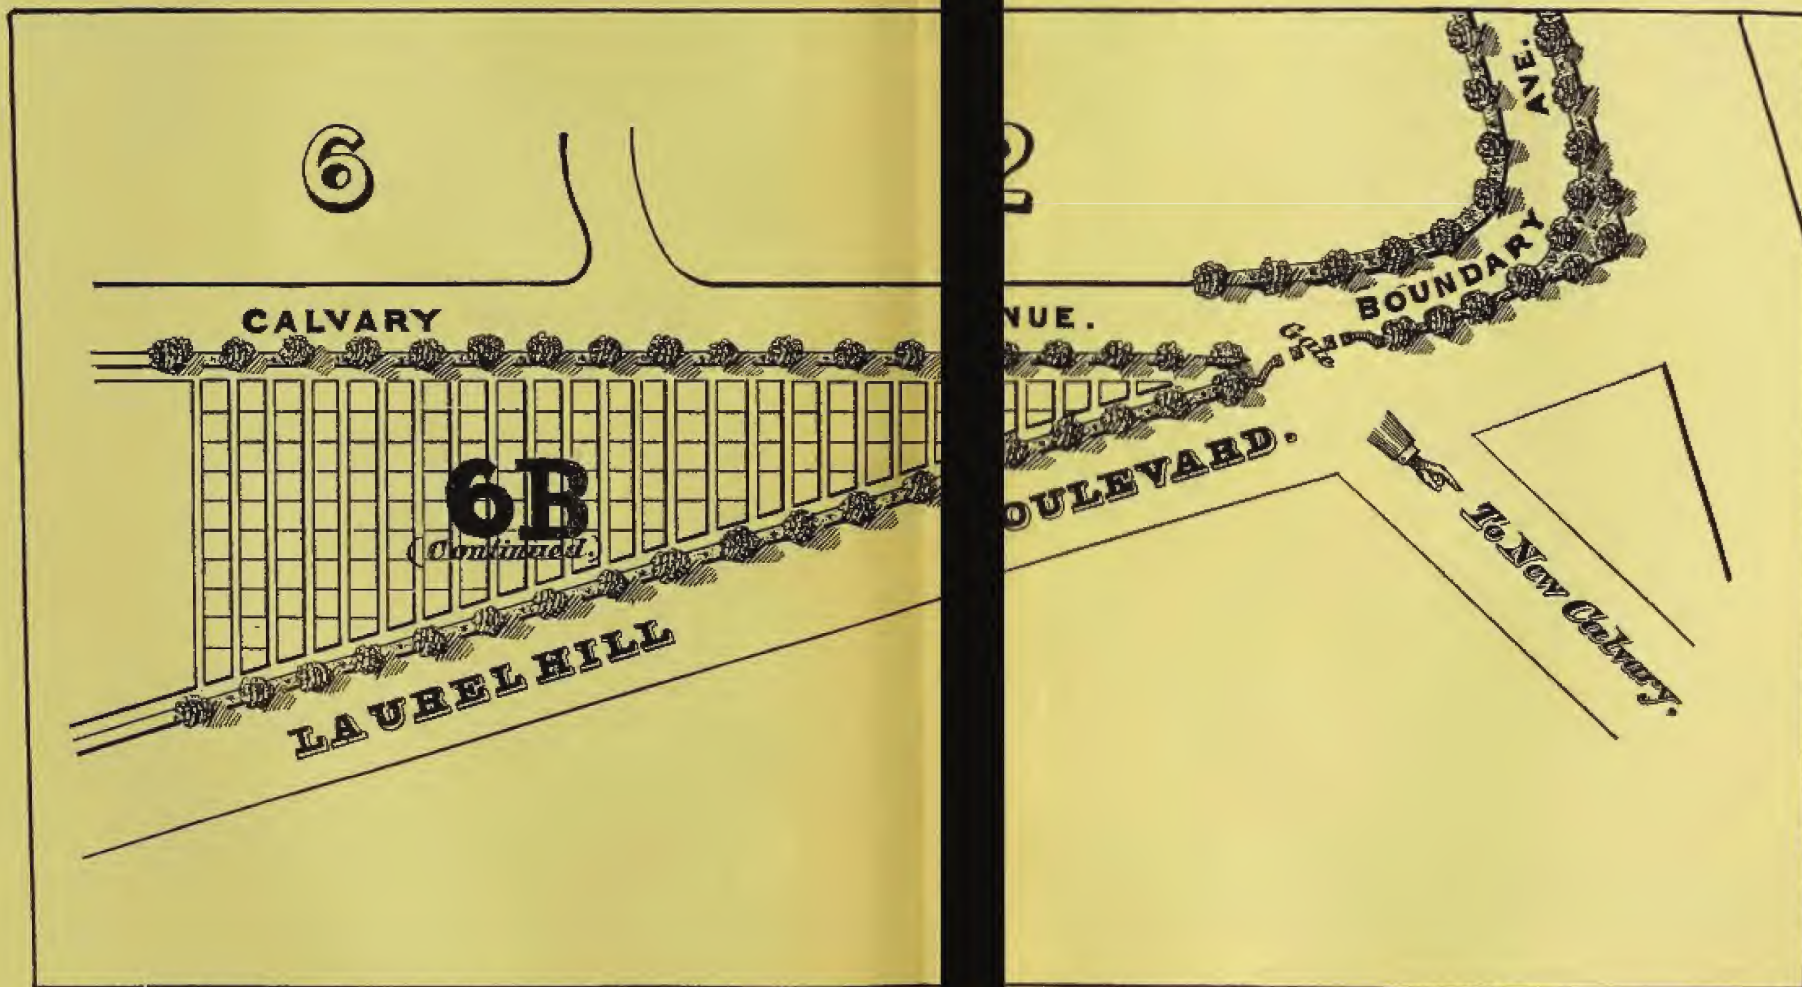 6
2
AVE.
BOUNDARY
CALVARY
NUE.
Gate
6B
(Continued.)
OULEVARD.
LAUREL HILL
To New Calvary.